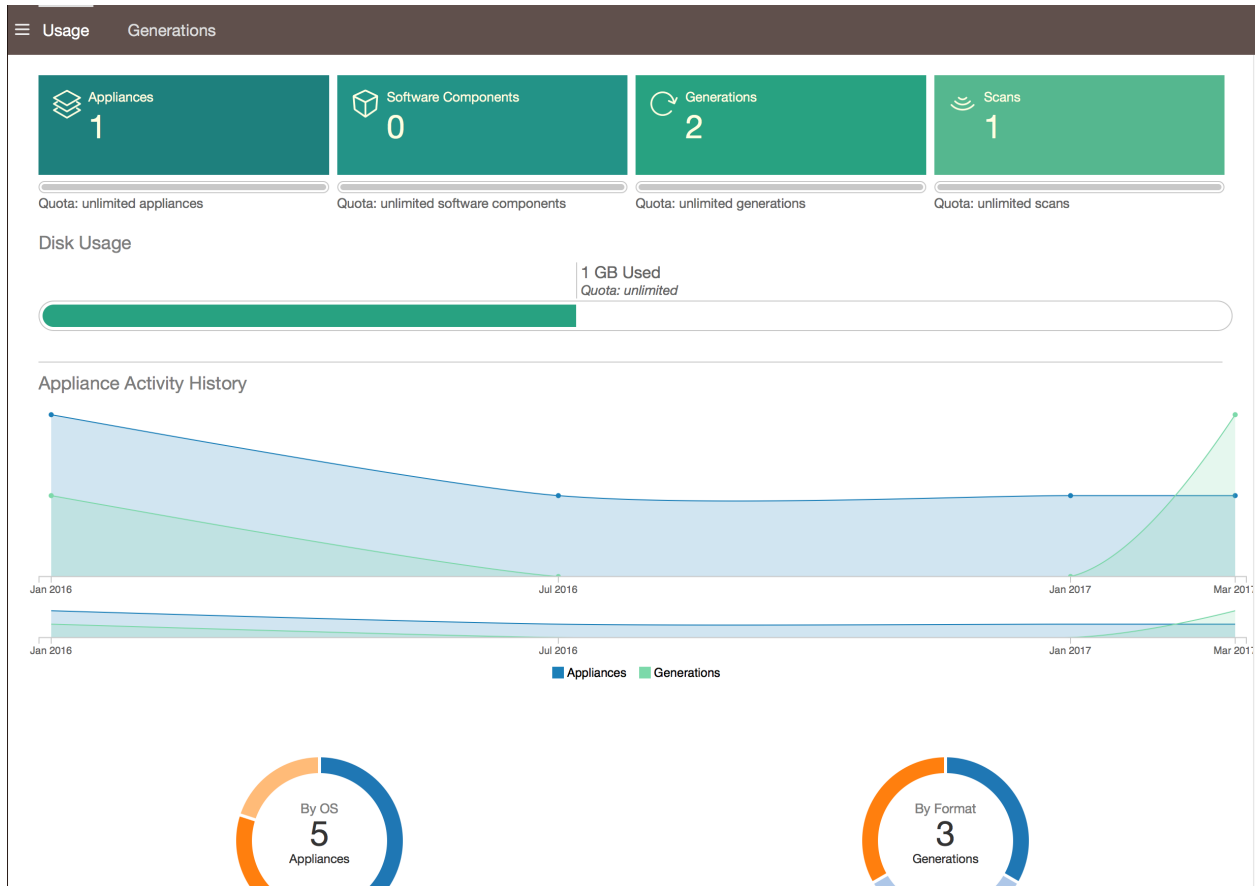 Usage Generations
Appliances
1
Software Components
0
Generations
2
Scans
1
Quota: unlimited appliances
Quota: unlimited software components
Quota: unlimited generations
Quota: unlimited scans
Disk Usage
1 GB Used
Quota: unlimited
Appliance Activity History
Jan 2016 Jul 2016 Jan 2017 Mar 2017
Jan 2016 Jul 2016 Jan 2017 Mar 2017
Appliances Generations
By OS
5
Appliances
By Format
3
Generations